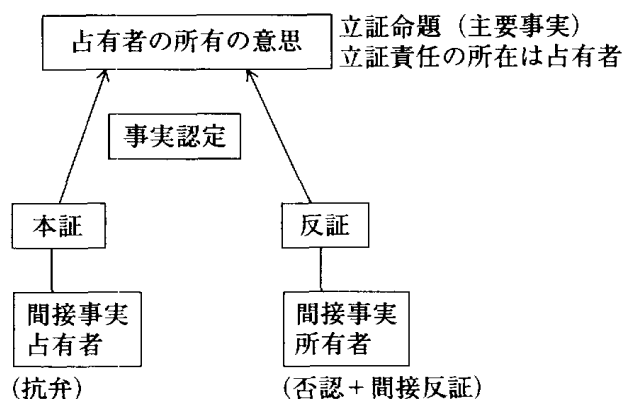 占有者の所有の意思
立証命題（主要事実）
立証責任の所在は占有者
事実認定
本証
反証
間接事実
占有者
間接事実
所有者
(抗弁)
(否認+間接反証)